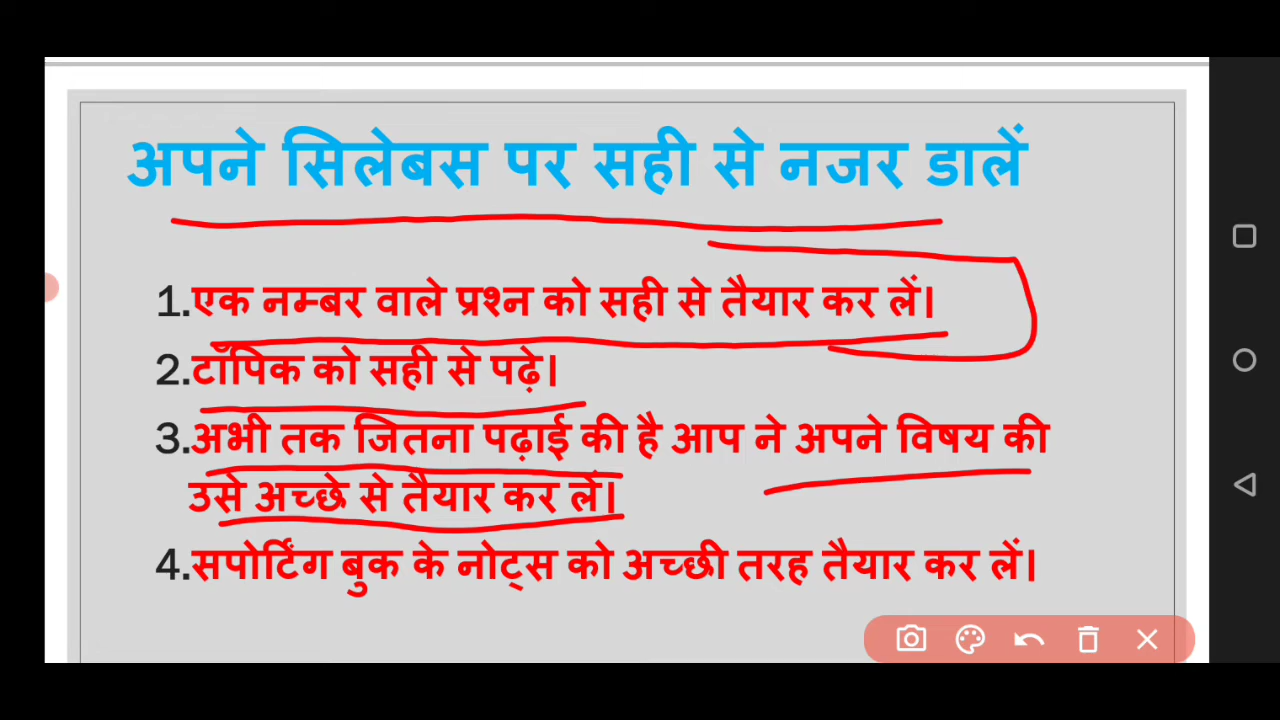 अपने सिलेबस पर सही से नजर डालें
1.एक नम्बर वाले प्रश्न को सही से तैयार कर लें।
2.टॉपिक को सही से पढ़े।
3.अभी तक जितना पढ़ाई की है आप ने अपने विषय की
उसे अच्छे से तैयार कर लें।
4.सपोर्टिंग बुक के नोट्स को अच्छी तरह तैयार कर लें।